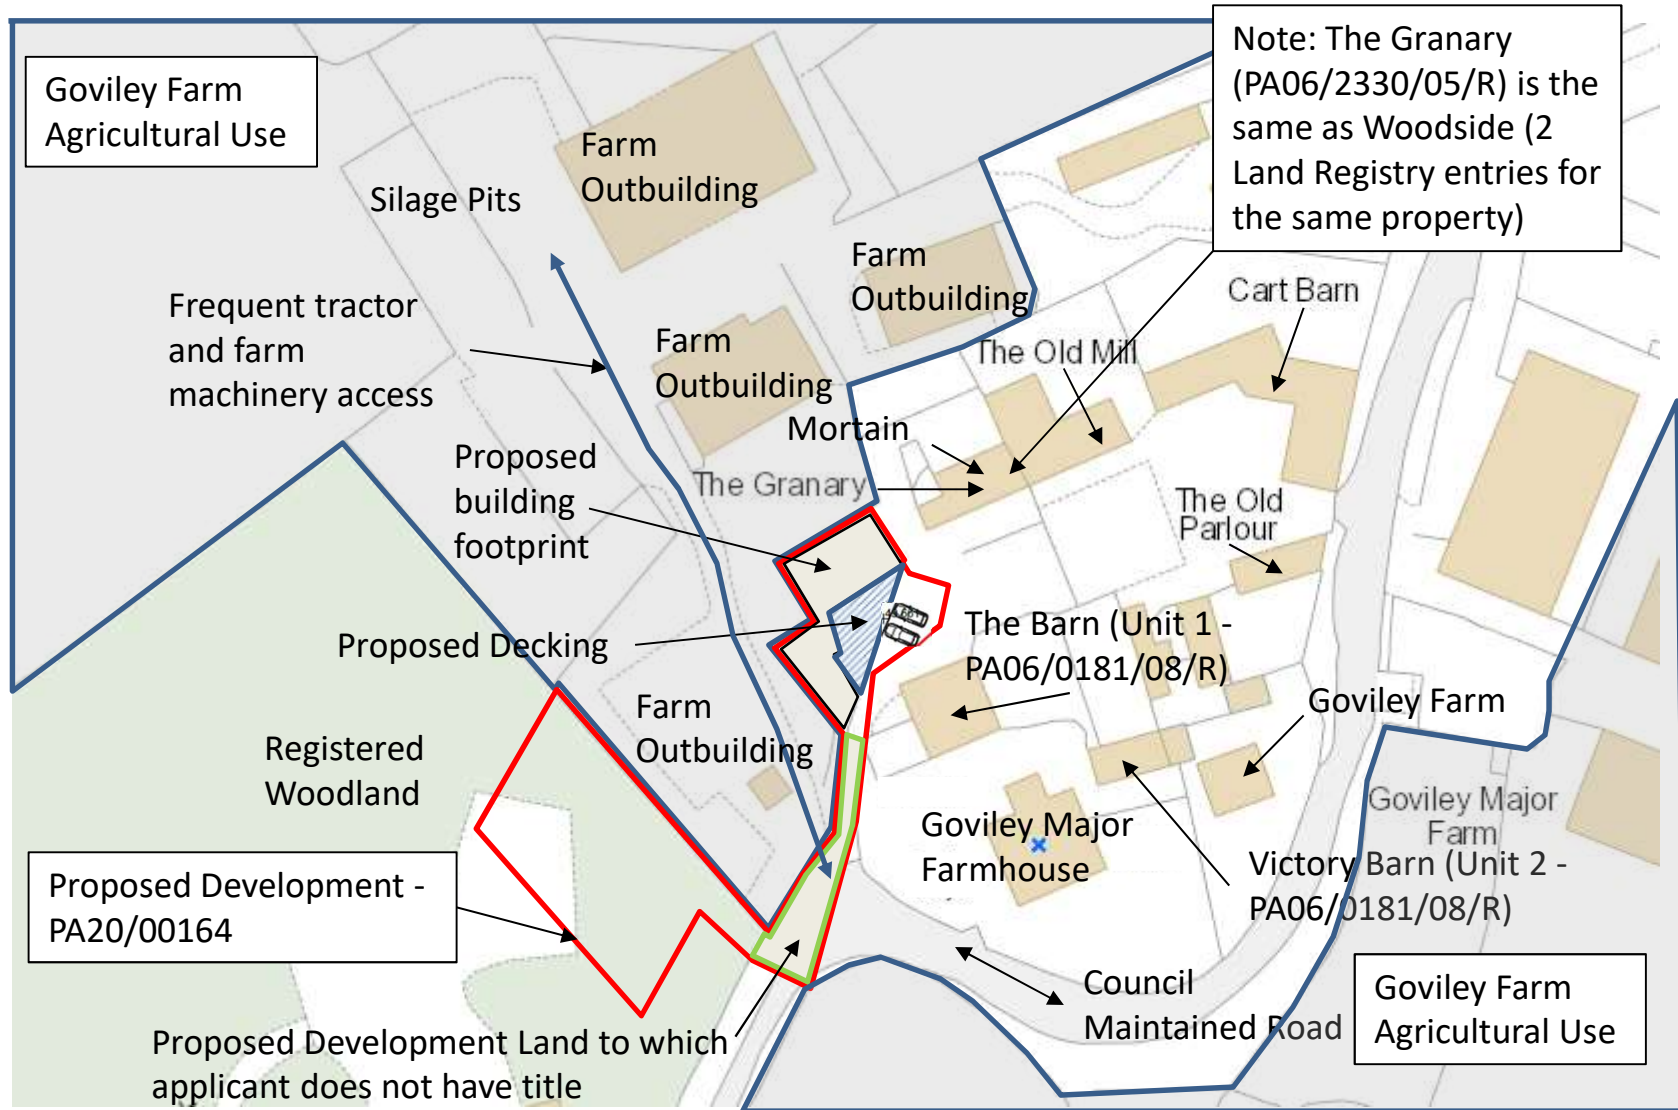 Goviley Farm
Agricultural Use
Note: The Granary
(PA06/2330/05/R) is the
same as Woodside (2
Land Registry entries for
the same property)
Farm
Outbuilding
Silage Pits
Farm
Outbuilding
Cart Barn
Frequent tractor
and farm
machinery access
Farm
Outbuilding
The Old Mill
Mortain
Proposed
building
footprint
The Granary
The Old
Parlour
Proposed Decking
The Barn (Unit 1 -
PA06/0181/08/R)
Farm
Outbuilding
Goviley Farm
Registered
Woodland
Goviley Major
Farm
Goviley Major
Farmhouse
Victory Barn (Unit 2 -
PA06/0181/08/R)
Proposed Development -
PA20/00164
Council
Maintained Road
Goviley Farm
Agricultural Use
Proposed Development Land to which
applicant does not have title